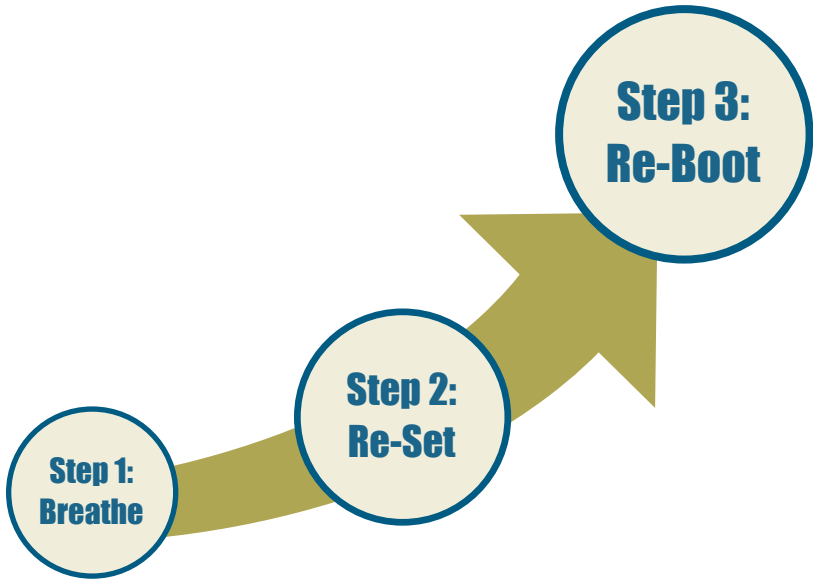 Step 1:
Breathe
Step 2:
Re-Set
Step 3:
Re-Boot